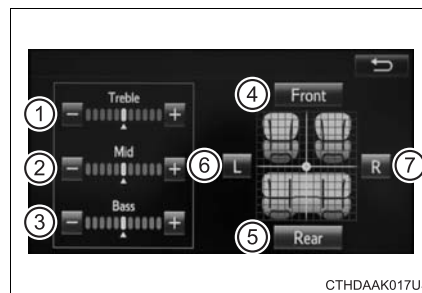 ① Treble
− +
② Mid
− +
③ Bass
− +
④ Front
⑥ L R ⑦
⑤ Rear
CTHDAAK017U